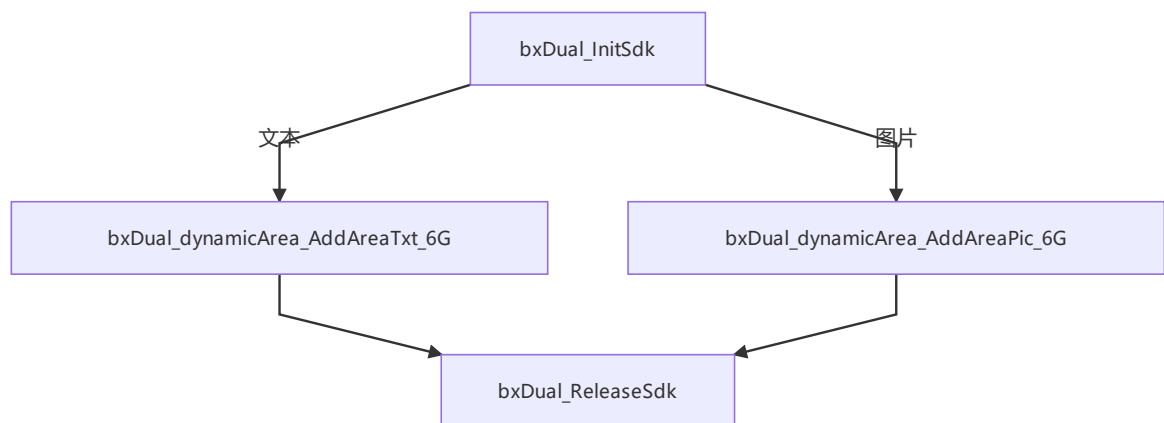 bxDual_InitSdk
文本
图片
bxDual_dynamicArea_AddAreaTxt_6G
bxDual_dynamicArea_AddAreaPic_6G
bxDual_ReleaseSdk